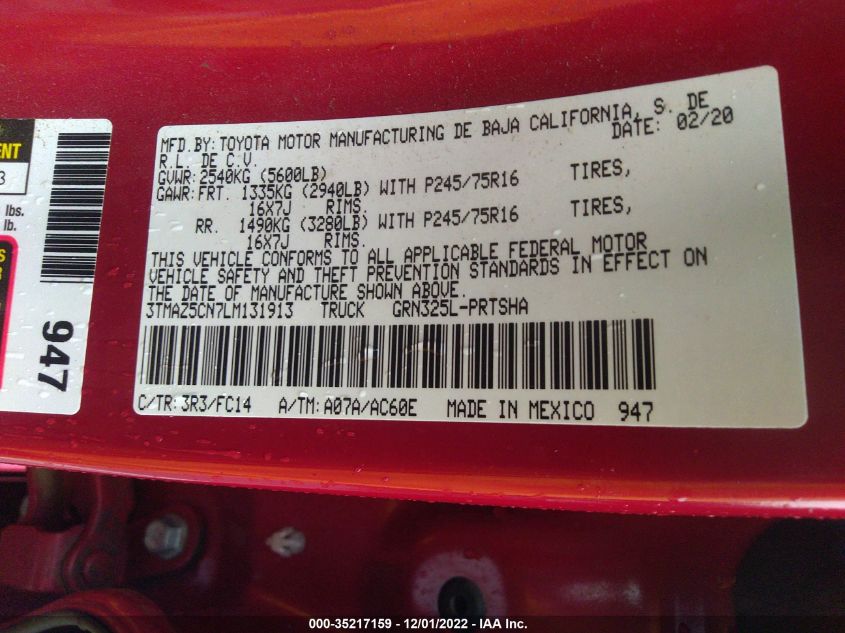 MFD.BY: TOYOTA MOTOR MANUFACTURING DE BAJA CALIFORNIA, S. DE
R.L. DE C.V. DATE: 02/20
GVWR: 2540KG (5600LB)
GAWR: FRT. 1335KG (2940LB) WITH P245/75R16 TIRES,
16X7J RIMS.
RR. 1490KG (3280LB) WITH P245/75R16 TIRES,
16X7J RIMS.
THIS VEHICLE CONFORMS TO ALL APPLICABLE FEDERAL MOTOR
VEHICLE SAFETY AND THEFT PREVENTION STANDARDS IN EFFECT ON
THE DATE OF MANUFACTURE SHOWN ABOVE.
3TMAZ5CN7LM131913 TRUCK GRN325L-PRTSHA
C/TR: 3R3/FC14 A/TM: A07A/AC60E MADE IN MEXICO 947
lbs.
lb.
947
000-35217159 - 12/01/2022 - IAA Inc.